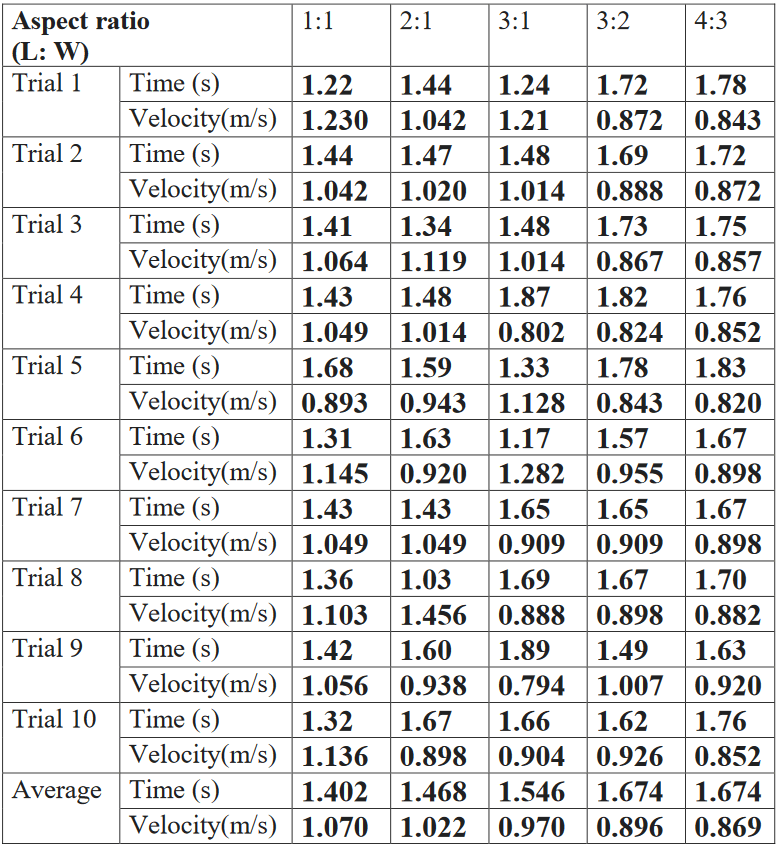 Aspect ratio (L: W) 1:1 2:1 3:1 3:2 4:3
Trial 1 Time (s) 1.22 1.44 1.24 1.72 1.78
Velocity(m/s) 1.230 1.042 1.21 0.872 0.843
Trial 2 Time (s) 1.44 1.47 1.48 1.69 1.72
Velocity(m/s) 1.042 1.020 1.014 0.888 0.872
Trial 3 Time (s) 1.41 1.34 1.48 1.73 1.75
Velocity(m/s) 1.064 1.119 1.014 0.867 0.857
Trial 4 Time (s) 1.43 1.48 1.87 1.82 1.76
Velocity(m/s) 1.049 1.014 0.802 0.824 0.852
Trial 5 Time (s) 1.68 1.59 1.33 1.78 1.83
Velocity(m/s) 0.893 0.943 1.128 0.843 0.820
Trial 6 Time (s) 1.31 1.63 1.17 1.57 1.67
Velocity(m/s) 1.145 0.920 1.282 0.955 0.898
Trial 7 Time (s) 1.43 1.43 1.65 1.65 1.67
Velocity(m/s) 1.049 1.049 0.909 0.909 0.898
Trial 8 Time (s) 1.36 1.03 1.69 1.67 1.70
Velocity(m/s) 1.103 1.456 0.888 0.898 0.882
Trial 9 Time (s) 1.42 1.60 1.89 1.49 1.63
Velocity(m/s) 1.056 0.938 0.794 1.007 0.920
Trial 10 Time (s) 1.32 1.67 1.66 1.62 1.76
Velocity(m/s) 1.136 0.898 0.904 0.926 0.852
Average Time (s) 1.402 1.468 1.546 1.674 1.674
Velocity(m/s) 1.070 1.022 0.970 0.896 0.869